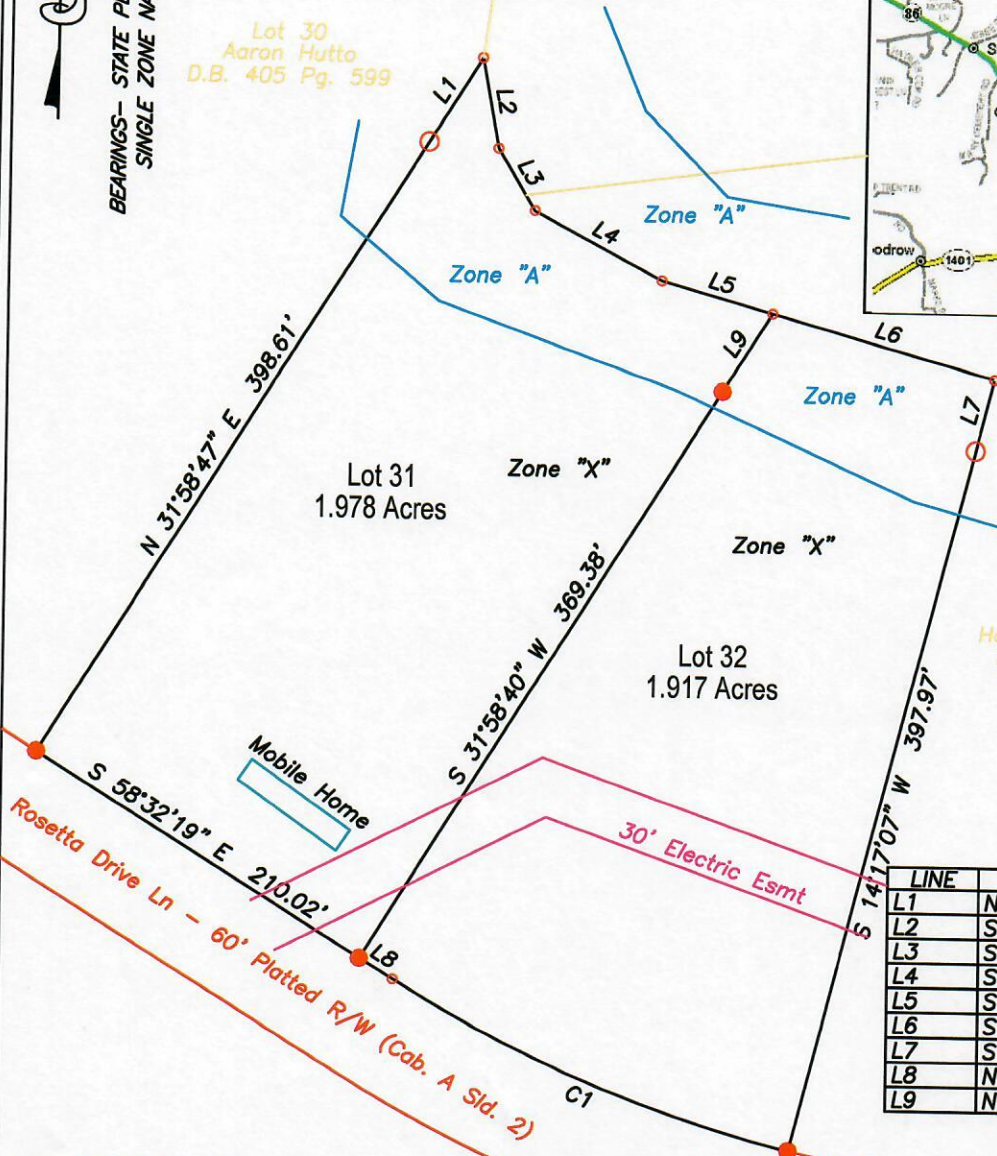 BEARINGS- STATE
SINGLE ZONE
Lot 30
Aaron Hutto
D.B. 405 Pg. 599
L1
L2
L3
L4
L5
L6
L7
L9
Zone "A"
Zone "A"
Zone "A"
N 31°58'47" E 398.61'
Lot 31
1.978 Acres
Zone "X"
Zone "X"
S 31°58'40" W 369.38'
Lot 32
1.917 Acres
S 14°17'07" W 397.97'
Mobile Home
S 58°32'19" E 210.02'
30' Electric Esmt
L8
C1
Rosetta Drive Ln - 60' Platted R/W (Cab. A Sld. 2)
86
MOORE
LN
S
odrow
1401
LINE
L1 N
L2 S
L3 S
L4 S
L5 S
L6 S
L7 S
L8 N
L9 N